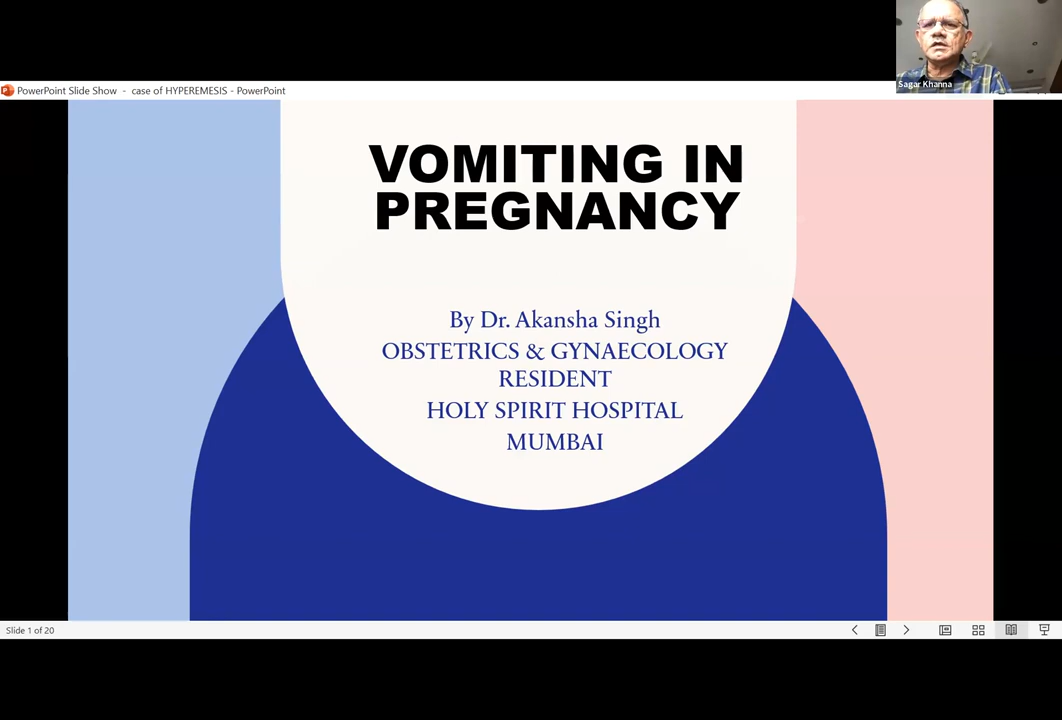 Sagar Khanna
PowerPoint Slide Show - case of HYPEREMESIS - PowerPoint
VOMITING IN
PREGNANCY
By Dr. Akansha Singh
OBSTETRICS & GYNAECOLOGY
RESIDENT
HOLY SPIRIT HOSPITAL
MUMBAI
Slide 1 of 20